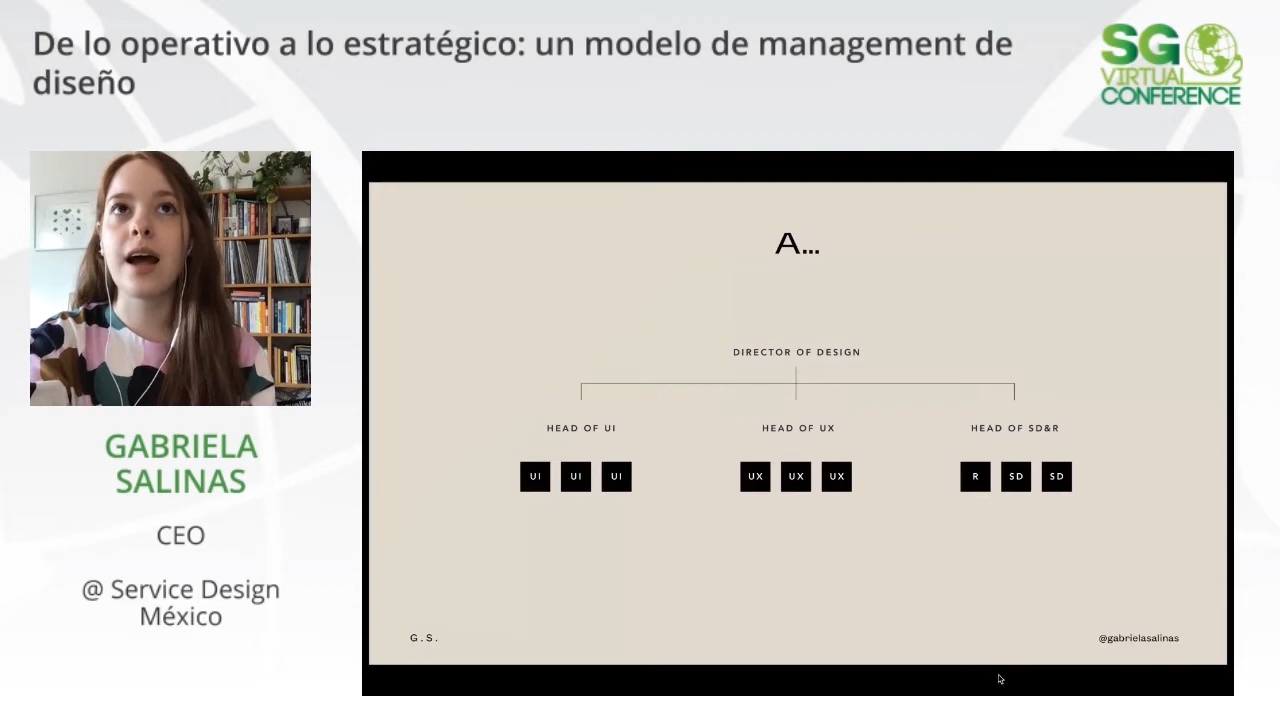 De lo operativo a lo estratégico: un modelo de management de
diseño
SG
VIRTUAL
CONFERENCE
A...
DIRECTOR OF DESIGN
HEAD OF UI
HEAD OF UX
HEAD OF SD&R
UI UI UI
UX UX UX
R SD SD
GABRIELA
SALINAS
CEO
@ Service Design
México
G.S.
@gabrielasalinas